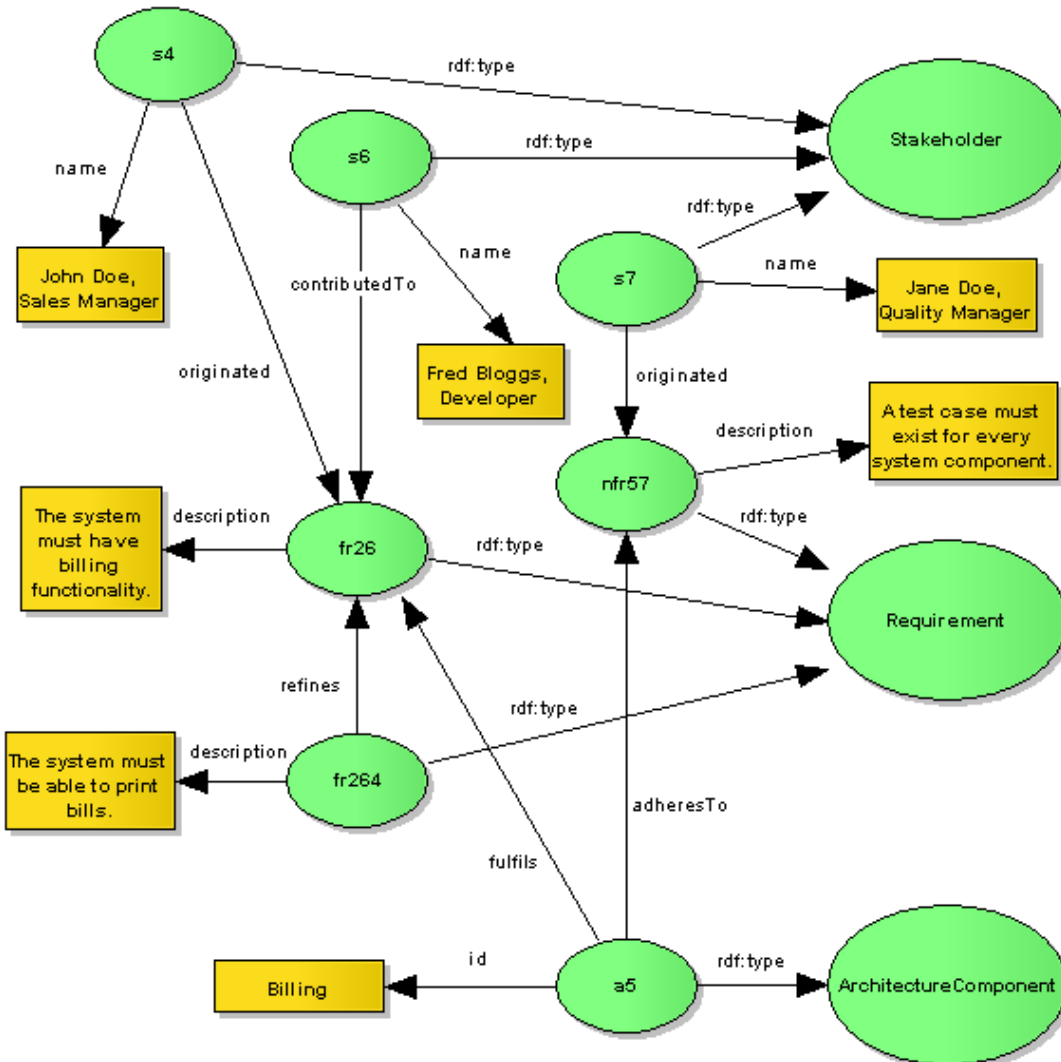 s4
rdf:type
Stakeholder
s6
rdf:type
name
rdf:type
s7
name
name
John Doe,
Sales Manager
contributedTo
Jane Doe,
Quality Manager
originated
Fred Bloggs,
Developer
originated
A test case must
exist for every
system component.
description
nfr57
The system
must have
billing
functionality.
description
fr26
rdf:type
rdf:type
Requirement
refines
rdf:type
The system must
be able to print
bills.
description
fr264
adheresTo
fulfils
Billing
id
a5
rdf:type
ArchitectureComponent